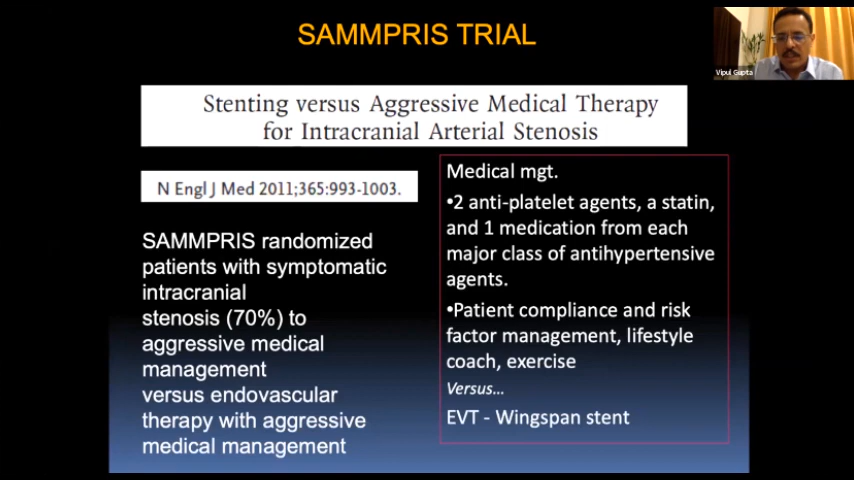 SAMMPRIS TRIAL
Vipul Gupta
Stenting versus Aggressive Medical Therapy
for Intracranial Arterial Stenosis
N Engl J Med 2011;365:993-1003.
SAMMPRIS randomized
patients with symptomatic
intracranial
stenosis (70%) to
aggressive medical
management
versus endovascular
therapy with aggressive
medical management
Medical mgt.
•2 anti-platelet agents, a statin,
and 1 medication from each
major class of antihypertensive
agents.
•Patient compliance and risk
factor management, lifestyle
coach, exercise
Versus...
EVT - Wingspan stent